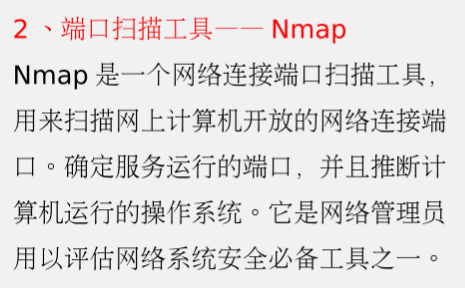 2 、端口扫描工具—— Nmap
Nmap 是一个网络连接端口扫描工具，
用来扫描网上计算机开放的网络连接端
口。确定服务运行的端口，并且推断计
算机运行的操作系统。它是网络管理员
用以评估网络系统安全必备工具之一。